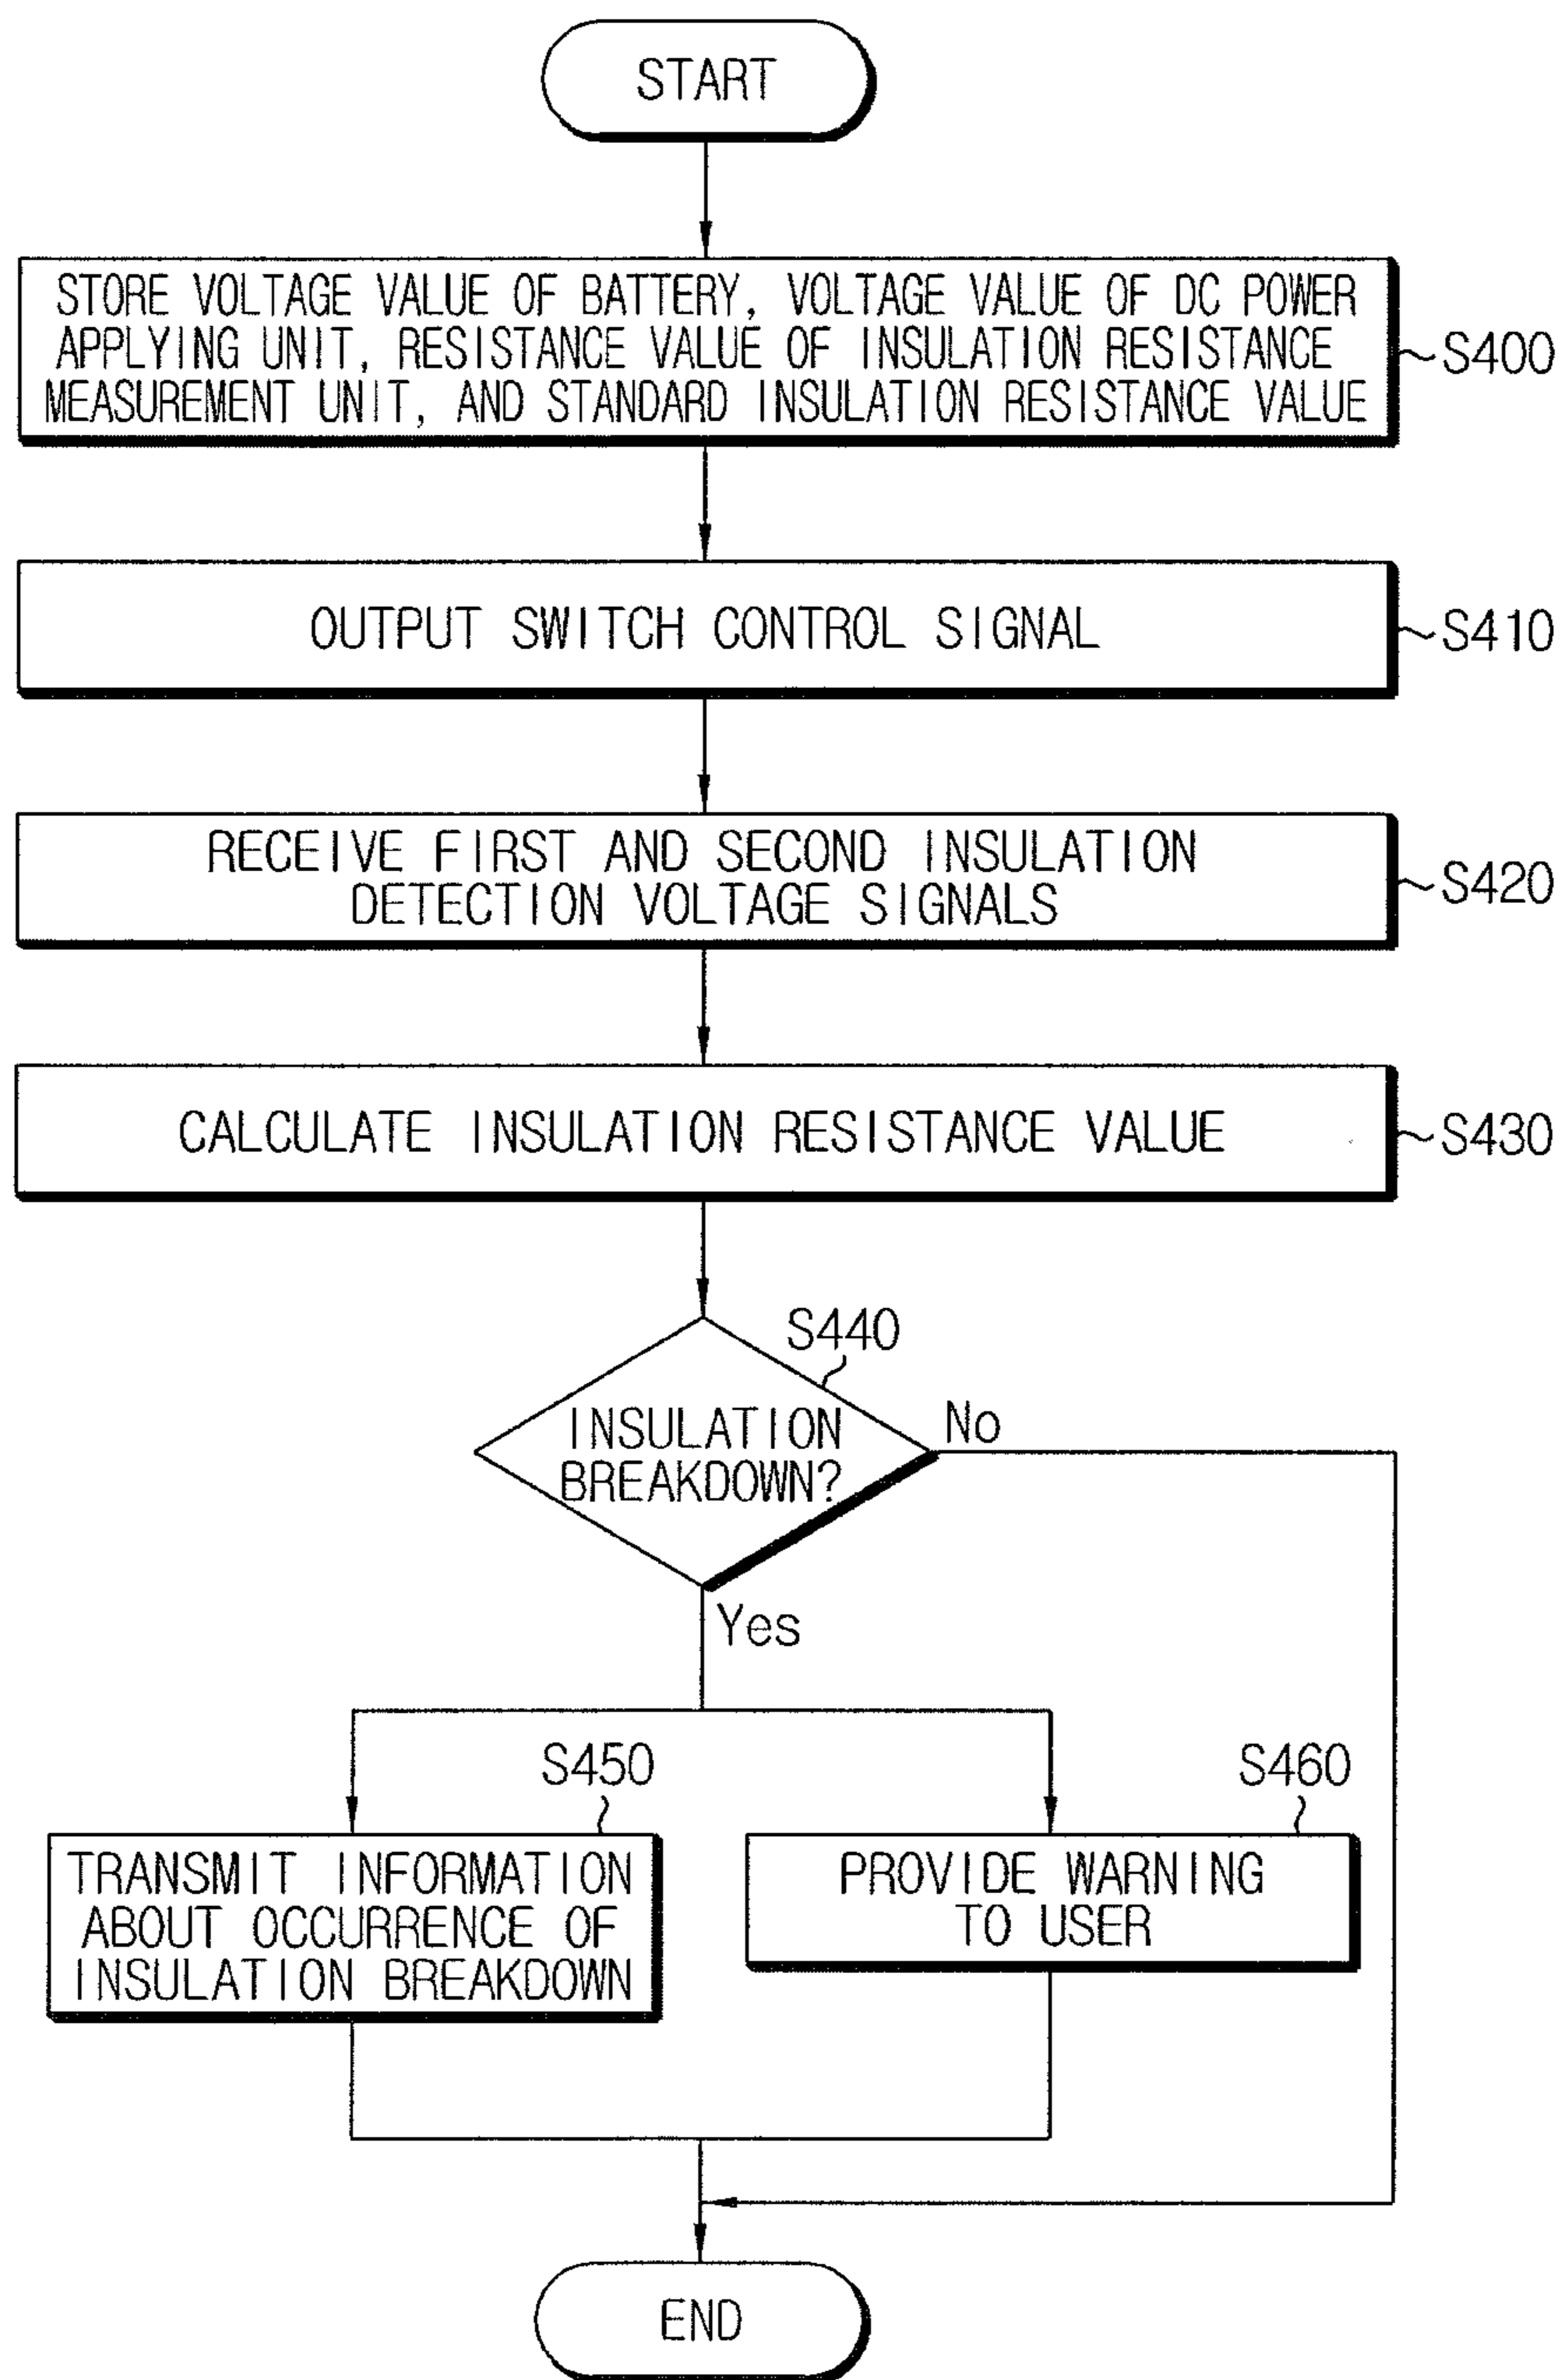 START
STORE VOLTAGE VALUE OF BATTERY, VOLTAGE VALUE OF DC POWER
APPLYING UNIT, RESISTANCE VALUE OF INSULATION RESISTANCE
MEASUREMENT UNIT, AND STANDARD INSULATION RESISTANCE VALUE
S400
OUTPUT SWITCH CONTROL SIGNAL
S410
RECEIVE FIRST AND SECOND INSULATION
DETECTION VOLTAGE SIGNALS
S420
CALCULATE INSULATION RESISTANCE VALUE
S430
S440
INSULATION
BREAKDOWN?
No
Yes
S450
TRANSMIT INFORMATION
ABOUT OCCURRENCE OF
INSULATION BREAKDOWN
S460
PROVIDE WARNING
TO USER
END